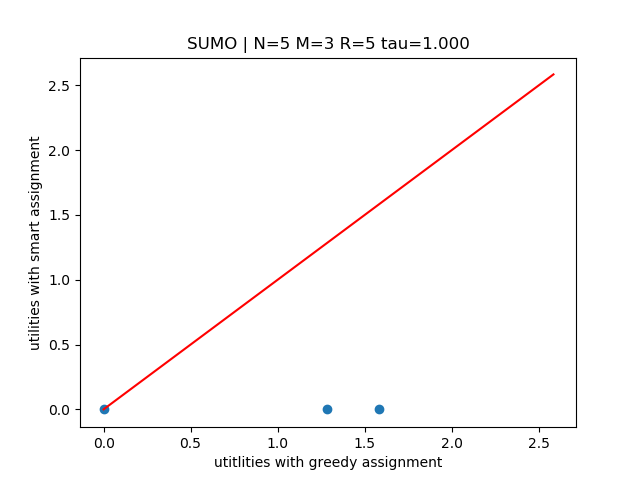 SUMO | N=5 M=3 R=5 tau=1.000
utilities with smart assignment
2.5
2.0
1.5
1.0
0.5
0.0
0.0 0.5 1.0 1.5 2.0 2.5
utitlities with greedy assignment